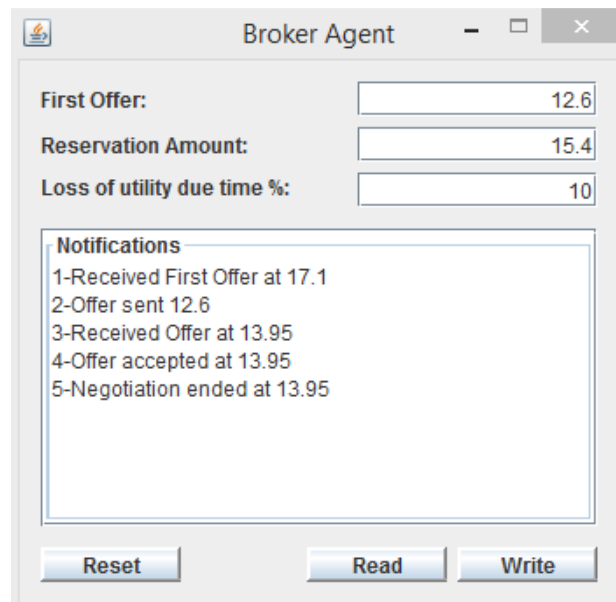 Broker Agent
First Offer: 12.6
Reservation Amount: 15.4
Loss of utility due time %: 10
Notifications
1-Received First Offer at 17.1
2-Offer sent 12.6
3-Received Offer at 13.95
4-Offer accepted at 13.95
5-Negotiation ended at 13.95
Reset Read Write